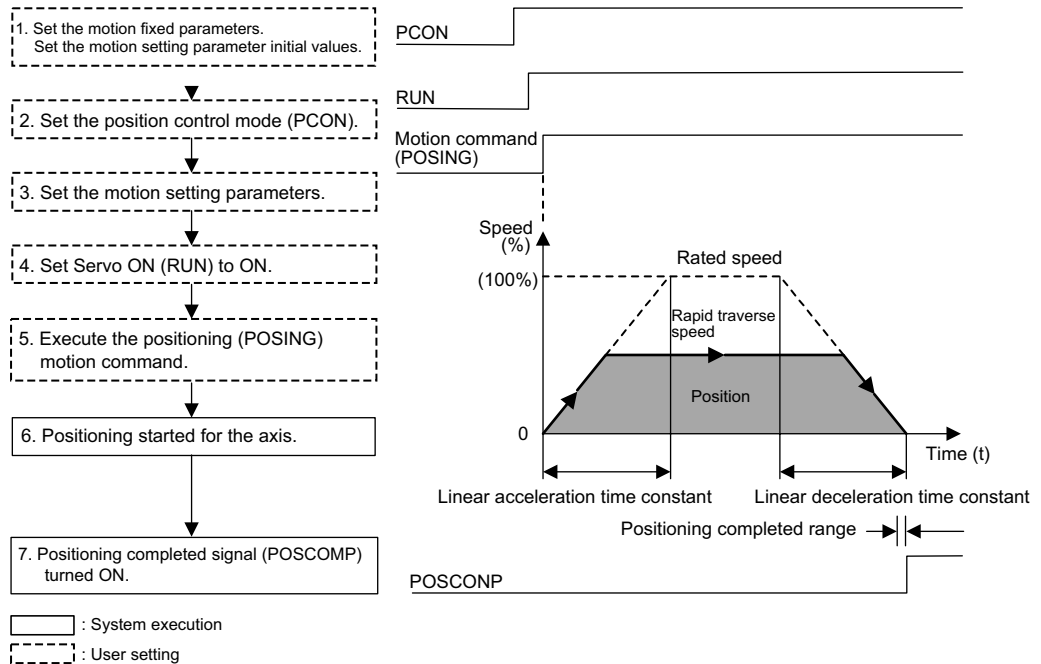 1. Set the motion fixed parameters.
Set the motion setting parameter initial values.
2. Set the position control mode (PCON).
3. Set the motion setting parameters.
4. Set Servo ON (RUN) to ON.
5. Execute the positioning (POSING)
motion command.
6. Positioning started for the axis.
7. Positioning completed signal (POSCOMP)
turned ON.
: System execution
: User setting
PCON
RUN
Motion command
(POSING)
Speed
(%)
(100%)
Rated speed
Rapid traverse
speed
Position
0
Time (t)
Linear acceleration time constant
Linear deceleration time constant
Positioning completed range
POSCONP